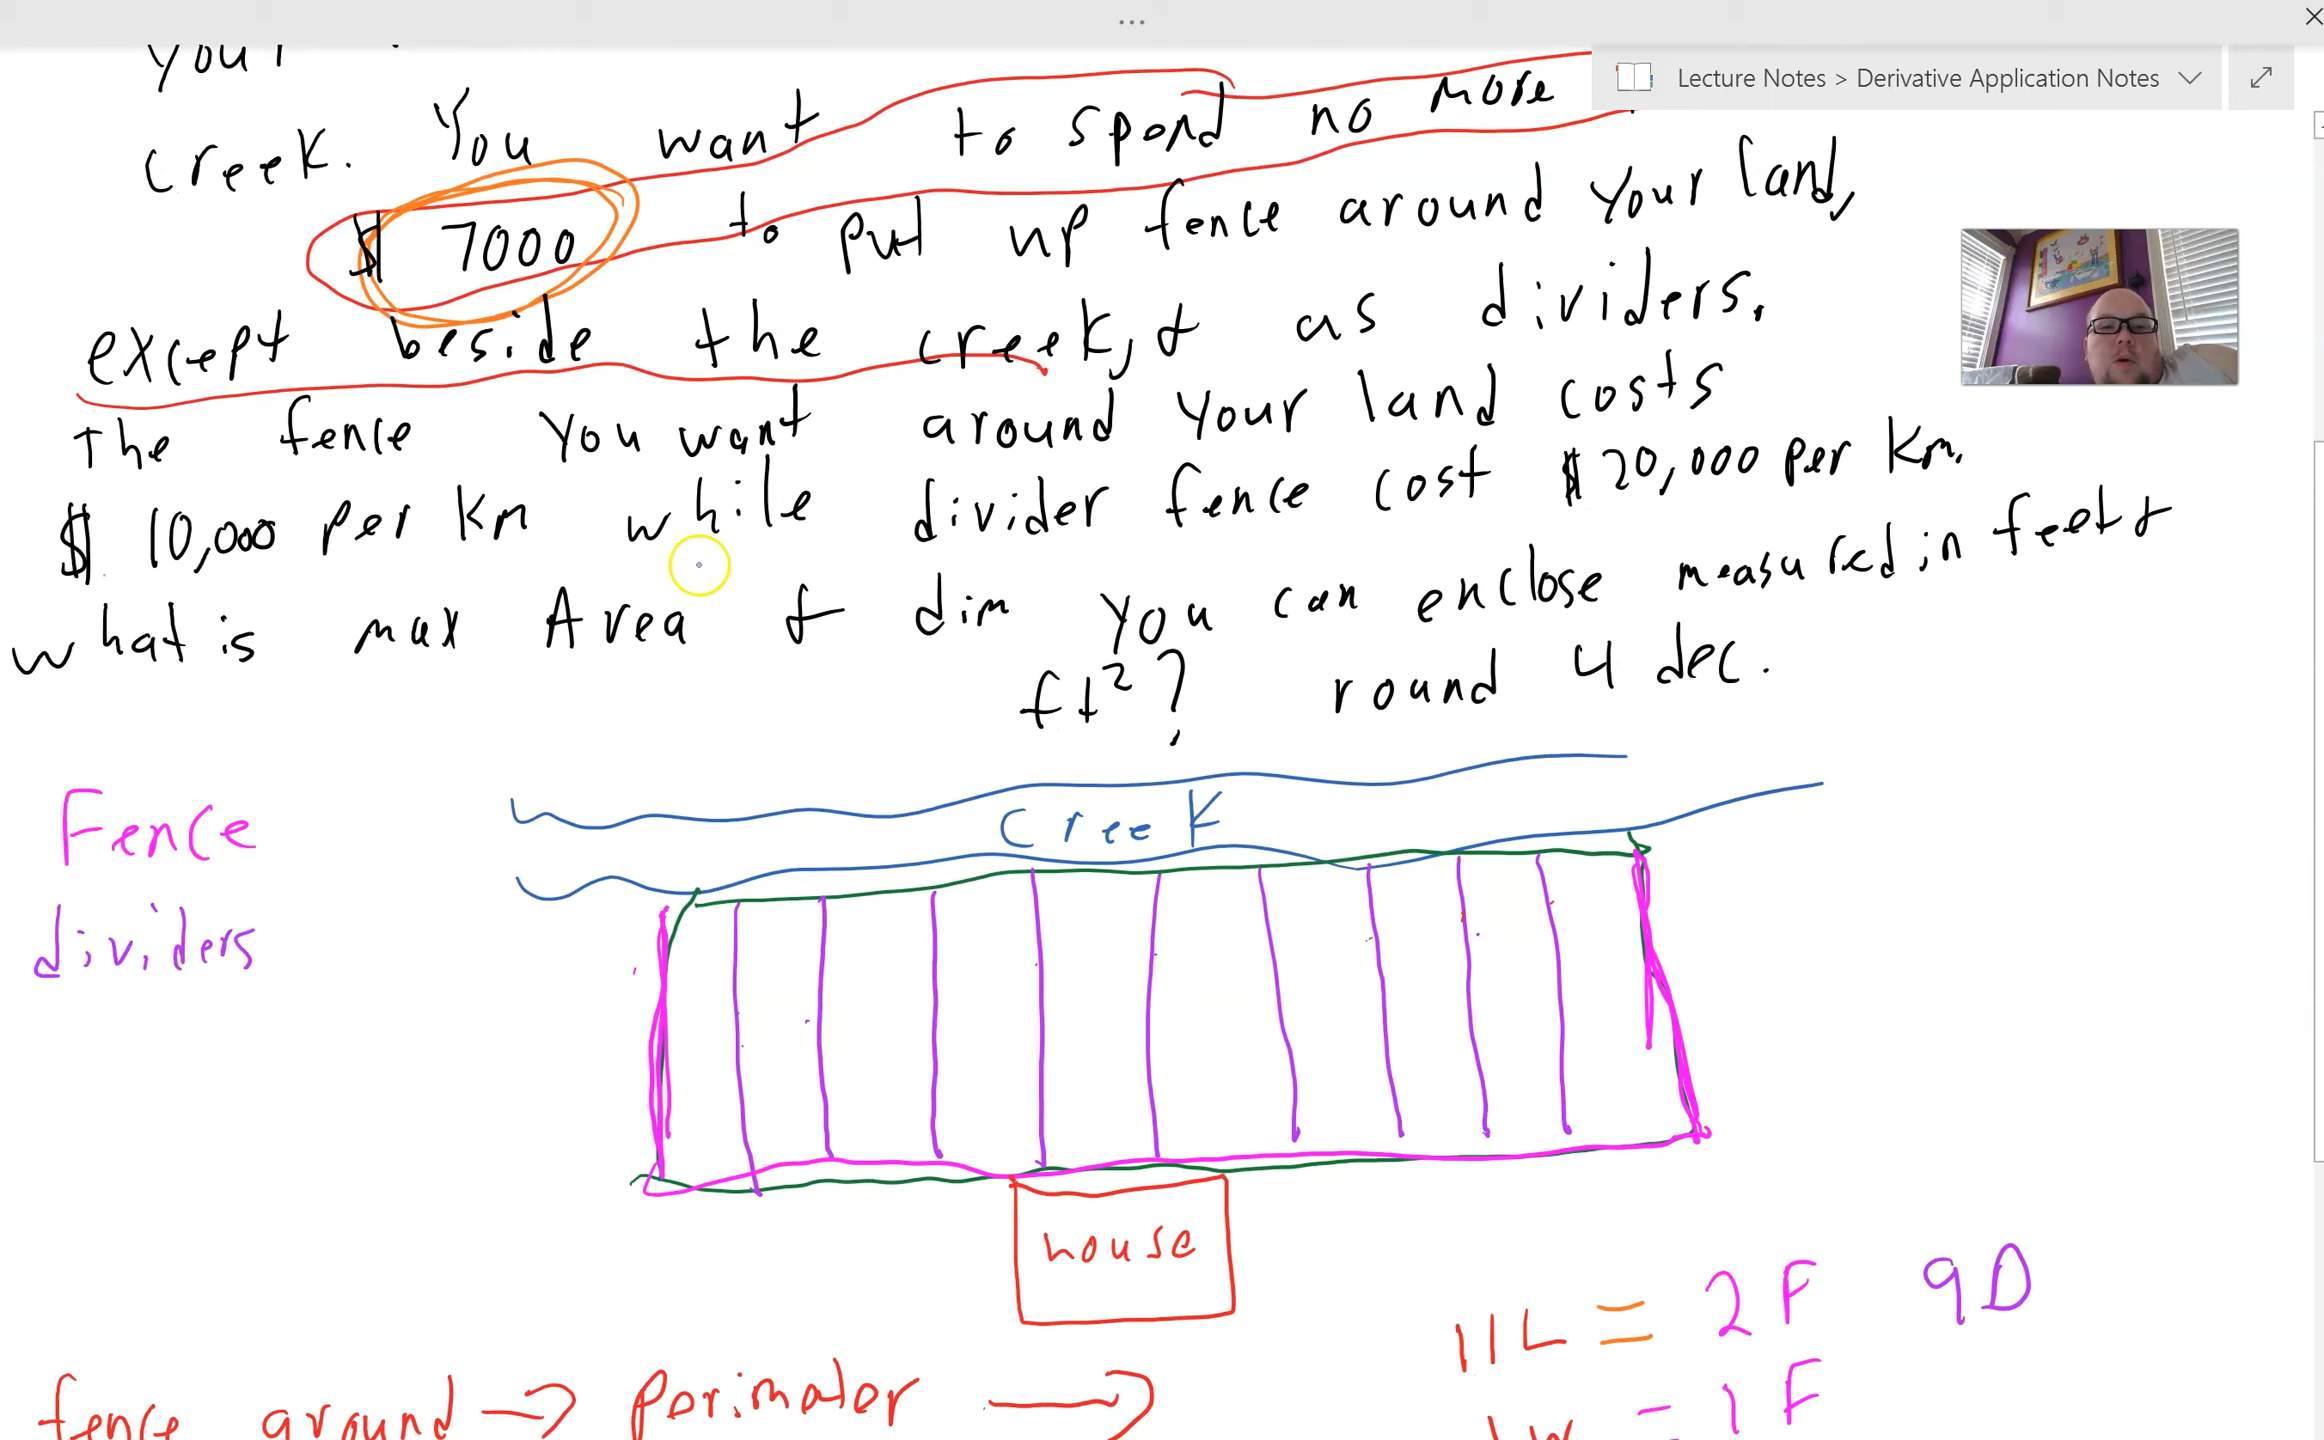 Lecture Notes > Derivative Application Notes
creek. You want to spend no more
$ 7000 to put up fence around your land,
except beside the creek, & as dividers.
The fence you want around your land costs
$ 10,000 per km while divider fence cost $ 20,000 per km.
what is max Area & dim you can enclose measured in feet &
ft²? round 4 dec.
Fence
dividers
Creek
house
11L = 2F 9D
= 1F
fence around → perimater →